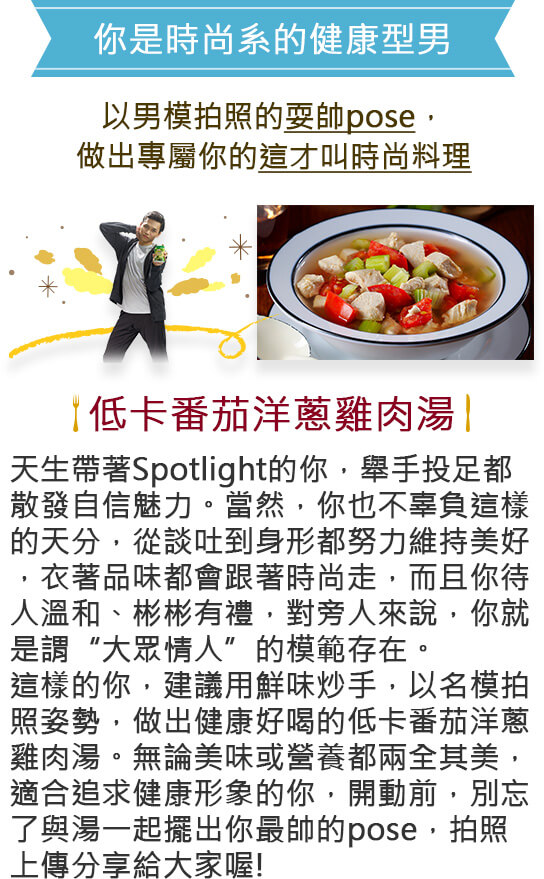 你是時尚系的健康型男
以男模拍照的耍帥pose，
做出專屬你的這才叫時尚料理
低卡番茄洋蔥雞肉湯
天生帶著Spotlight的你，舉手投足都
散發自信魅力。當然，你也不辜負這樣
的天分，從談吐到身形都努力維持美好
，衣著品味都會跟著時尚走，而且你待
人溫和、彬彬有禮，對旁人來說，你就
是謂“大眾情人”的模範存在。
這樣的你，建議用鮮味炒手，以名模拍
照姿勢，做出健康好喝的低卡番茄洋蔥
雞肉湯。無論美味或營養都兩全其美，
適合追求健康形象的你，開動前，別忘
了與湯一起擺出你最帥的pose，拍照
上傳分享給大家喔!